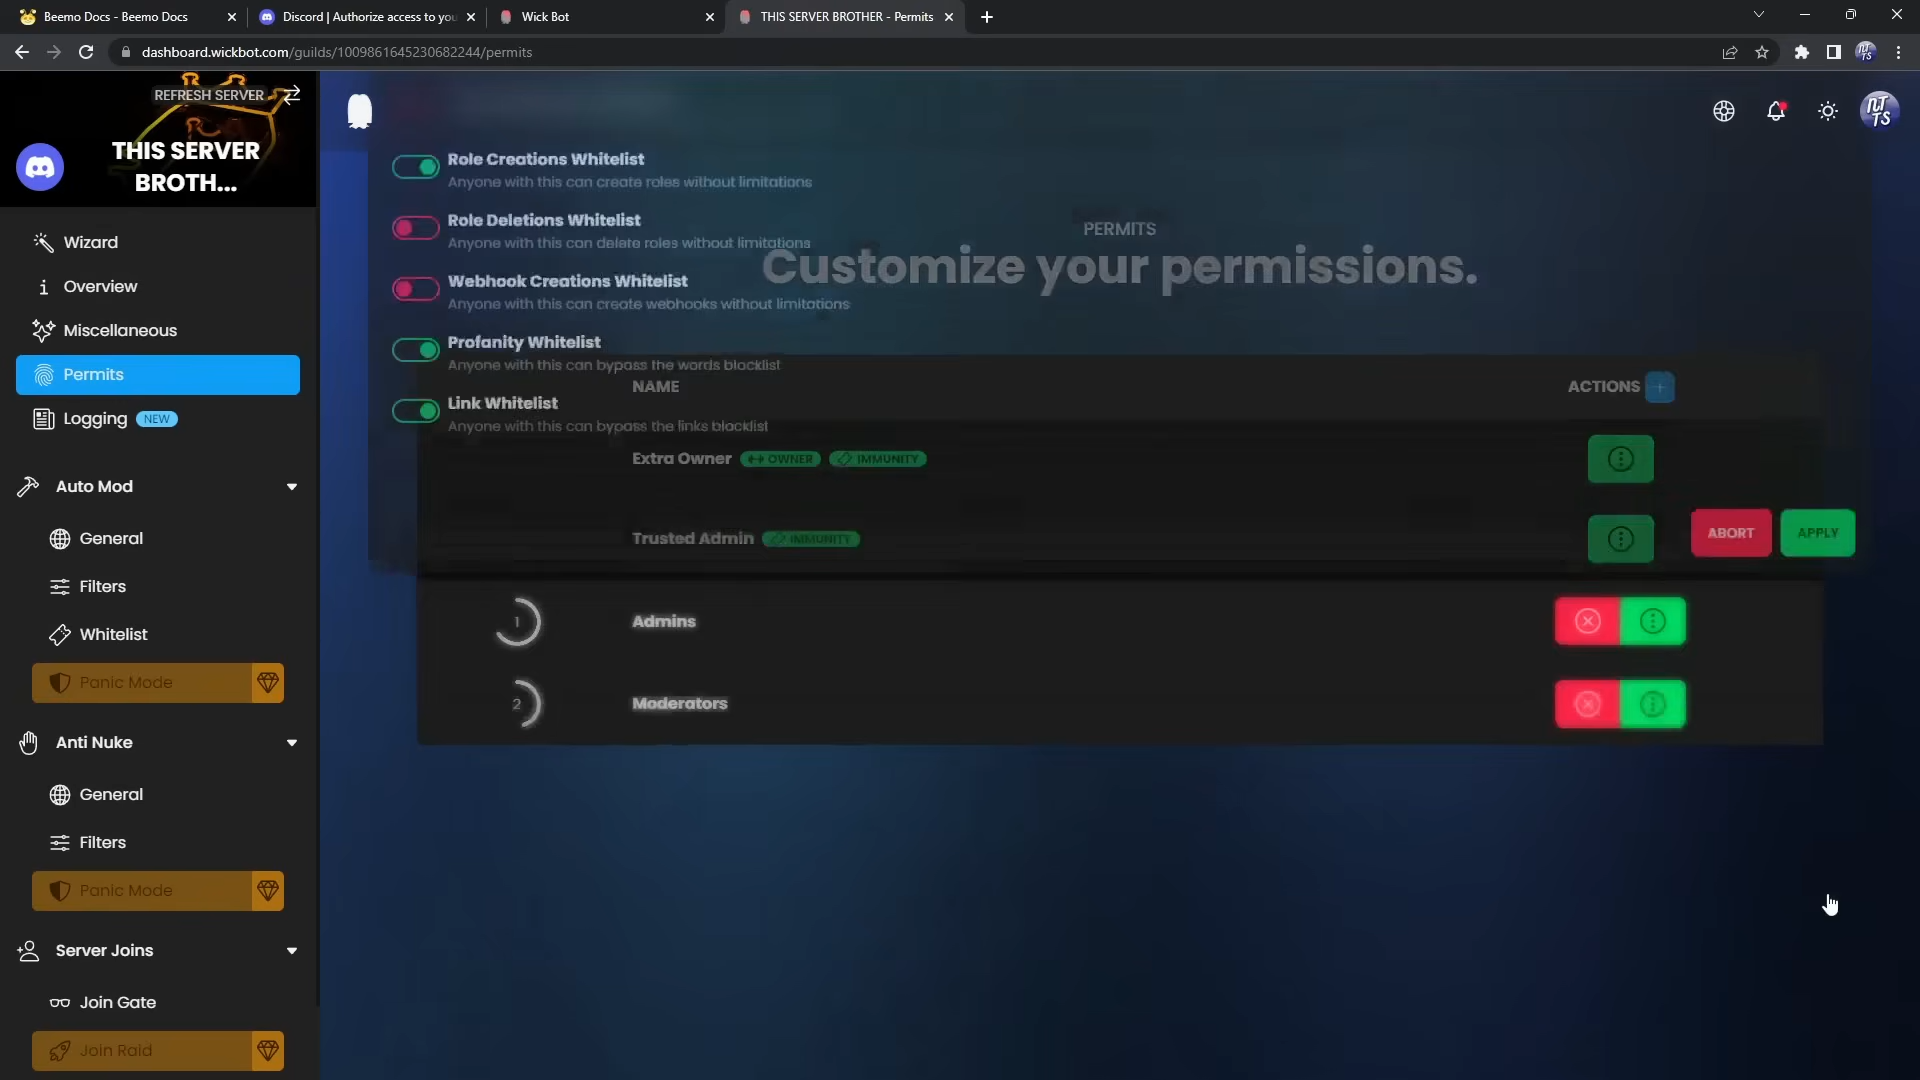 Beemo Docs - Beemo Docs
Discord | Authorize access to you
Wick Bot
THIS SERVER BROTHER - Permits
dashboard.wickbot.com/guilds/1009861645230682244/permits
REFRESH SERVER
THIS SERVER
BROTH...
Wizard
Overview
Miscellaneous
Permits
Logging NEW
Auto Mod
General
Filters
Whitelist
Panic Mode
Anti Nuke
General
Filters
Panic Mode
Server Joins
Join Gate
Join Raid
Role Creations Whitelist
Anyone with this can create roles without limitations
Role Deletions Whitelist
Anyone with this can delete roles without limitations
Webhook Creations Whitelist
Anyone with this can create webhooks without limitations
Profanity Whitelist
Anyone with this can bypass the words blacklist
Link Whitelist
Anyone with this can bypass the links blacklist
PERMITS
Customize your permissions.
NAME
ACTIONS +
Extra Owner OWNER IMMUNITY
Trusted Admin IMMUNITY
ABORT APPLY
1 Admins
2 Moderators
NTTS